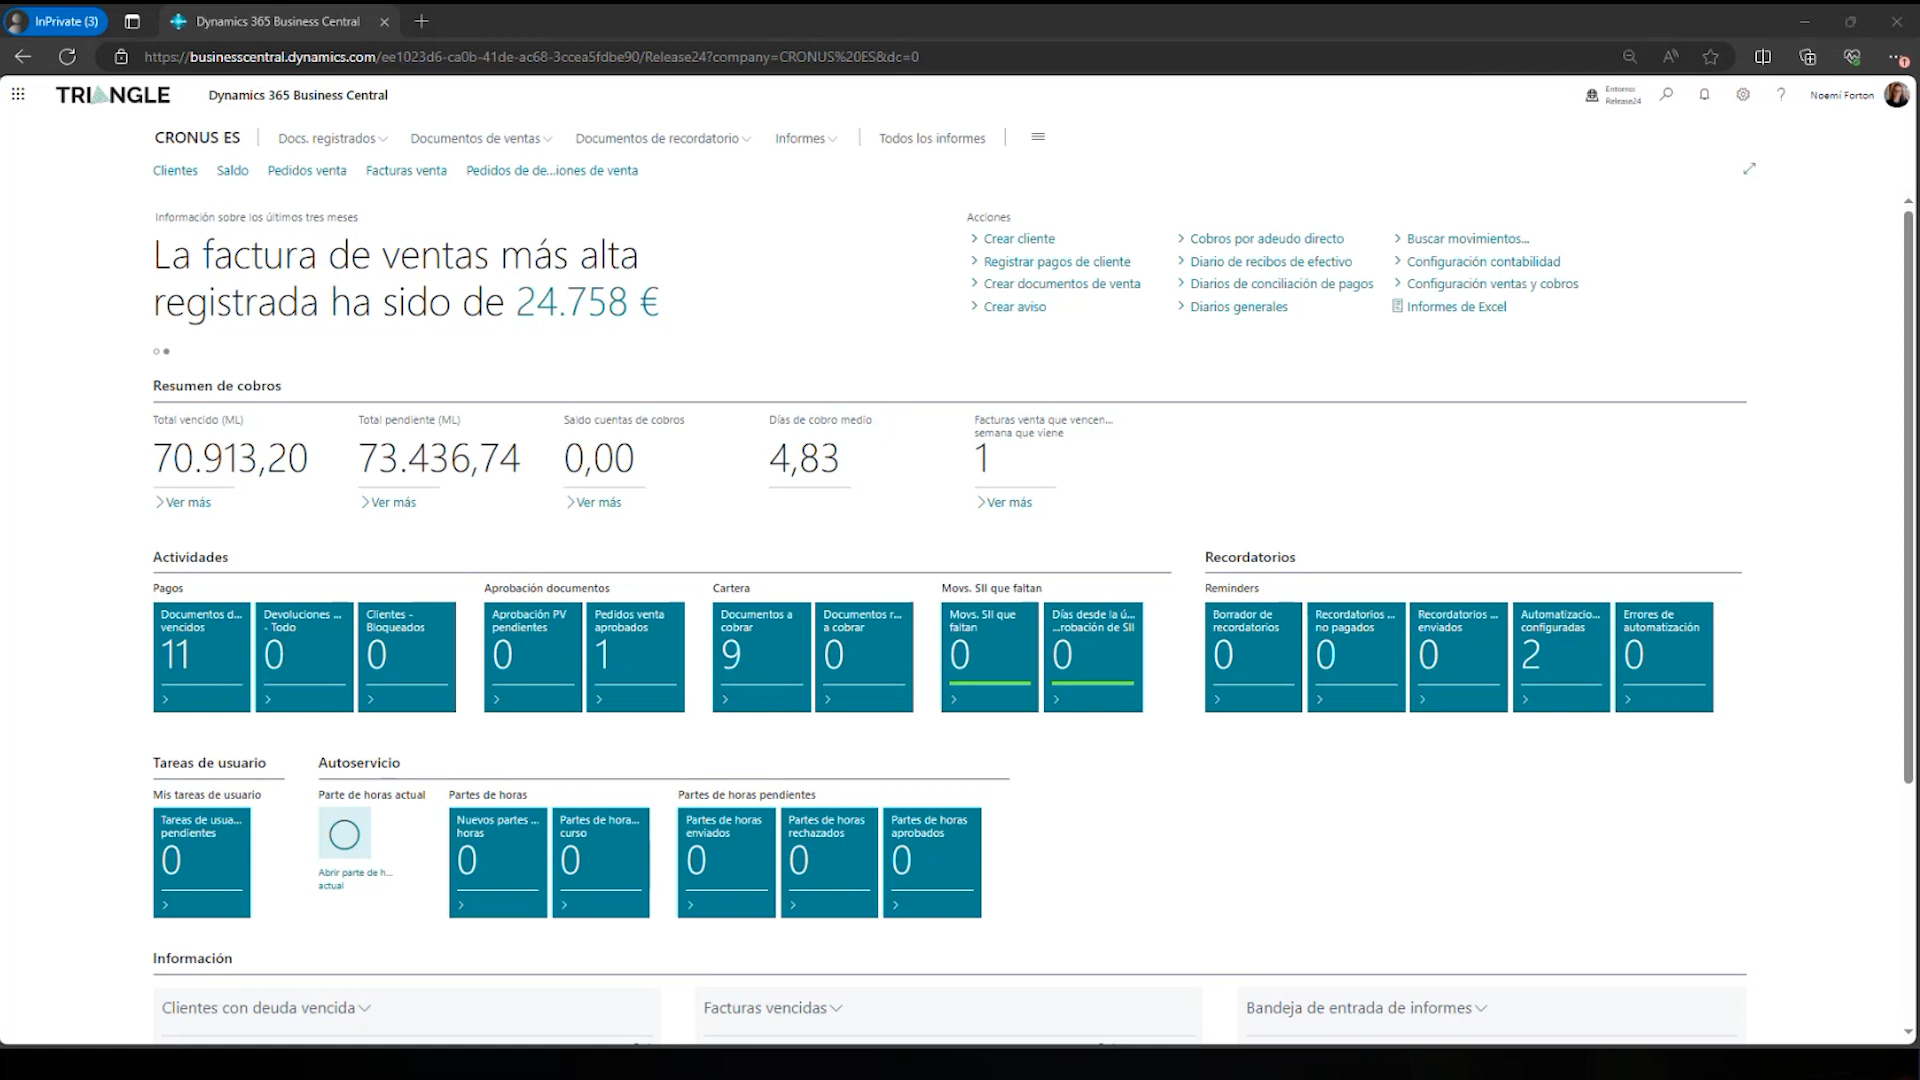 InPrivate (3)
Dynamics 365 Business Central
https://businesscentral.dynamics.com/ee1023d6-ca0b-41de-ac68-3ccea5fdbe90/Release24?company=CRONUS%20ES&dc=0
TRIANGLE
Dynamics 365 Business Central
Entorno:
Release24
Noemí Forton
CRONUS ES
Docs. registrados
Documentos de ventas
Documentos de recordatorio
Informes
Todos los informes
Clientes
Saldo
Pedidos venta
Facturas venta
Pedidos de de...iones de venta
Información sobre los últimos tres meses
La factura de ventas más alta
registrada ha sido de 24.758 €
Acciones
Crear cliente
Registrar pagos de cliente
Crear documentos de venta
Crear aviso
Cobros por adeudo directo
Diario de recibos de efectivo
Diarios de conciliación de pagos
Diarios generales
Buscar movimientos...
Configuración contabilidad
Configuración ventas y cobros
Informes de Excel
Resumen de cobros
Total vencido (ML)
70.913,20
Ver más
Total pendiente (ML)
73.436,74
Ver más
Saldo cuentas de cobros
0,00
Ver más
Días de cobro medio
4,83
Facturas venta que vencen...
semana que viene
1
Ver más
Actividades
Pagos
Documentos d...
vencidos
11
Devoluciones ...
- Todo
0
Clientes -
Bloqueados
0
Aprobación documentos
Aprobación PV
pendientes
0
Pedidos venta
aprobados
1
Cartera
Documentos a
cobrar
9
Documentos r...
a cobrar
0
Movs. SII que faltan
Movs. SII que
faltan
0
Días desde la ú...
...robación de SII
0
Recordatorios
Reminders
Borrador de
recordatorios
0
Recordatorios ...
no pagados
0
Recordatorios ...
enviados
0
Automatizacio...
configuradas
2
Errores de
automatización
0
Tareas de usuario
Mis tareas de usuario
Tareas de usua...
pendientes
0
Autoservicio
Parte de horas actual
Abrir parte de h...
actual
Partes de horas
Nuevos partes ...
horas
0
Partes de hora...
curso
0
Partes de horas pendientes
Partes de horas
enviados
0
Partes de horas
rechazados
0
Partes de horas
aprobados
0
Información
Clientes con deuda vencida
Facturas vencidas
Bandeja de entrada de informes